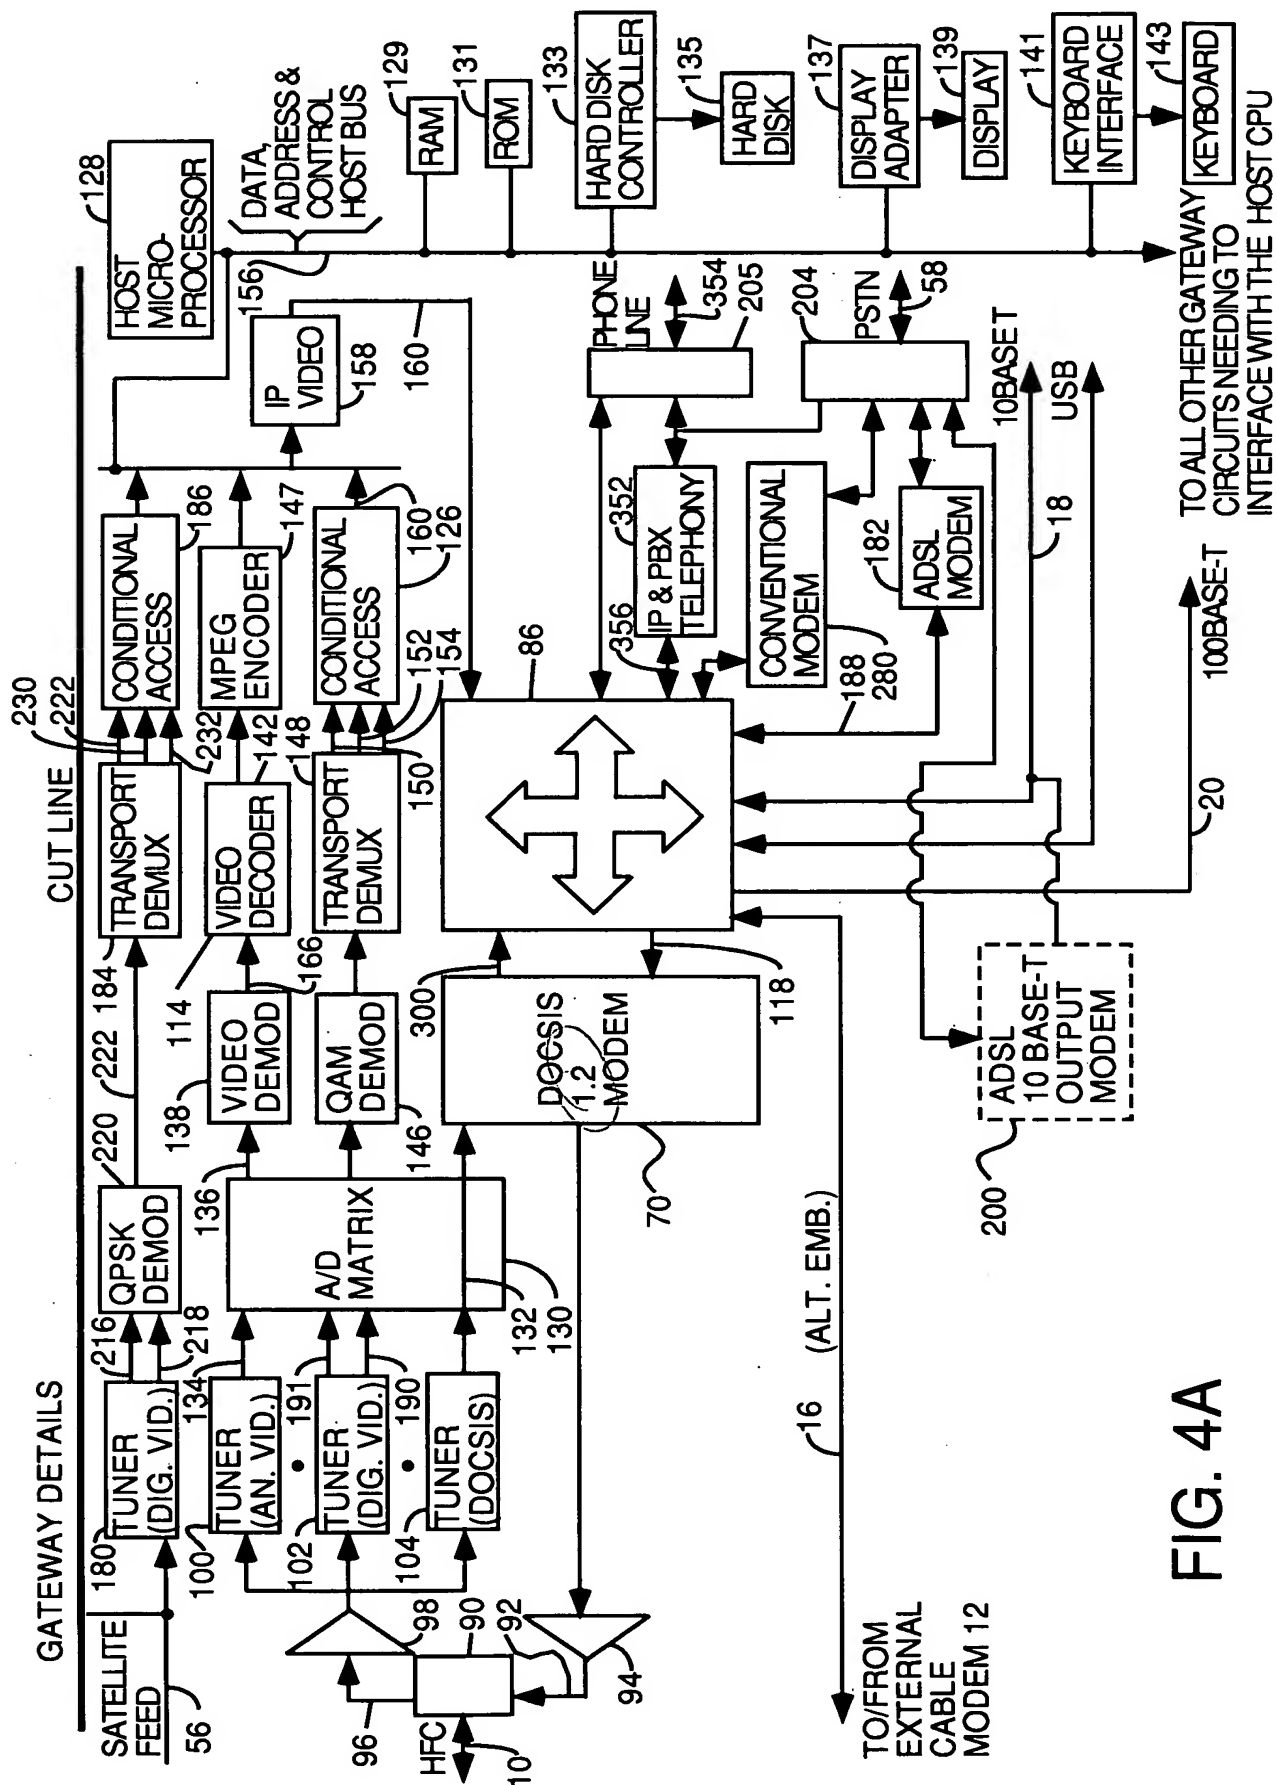 GATEWAY DETAILS
CUT LINE
SATELLITE
FEED
56
180
TUNER
(DIG. VID.)
216
218
QPSK
DEMOD
220
222
184
TRANSPORT
DEMUX
230
222
232
CONDITIONAL
ACCESS
186
100
TUNER
(AN. VID.)
134
136
138
VIDEO
DEMOD
166
114
VIDEO
DECODER
142
MPEG
ENCODER
147
102
TUNER
(DIG. VID.)
191
190
A/D
MATRIX
132
130
QAM
DEMOD
146
TRANSPORT
DEMUX
148
150
152
154
CONDITIONAL
ACCESS
126
160
IP
VIDEO
158
160
104
TUNER
(DOCSIS)
96
98
90
92
94
HFC
10
DOCSIS
1.2
MODEM
70
300
118
86
HOST
MICRO-
PROCESSOR
128
156
DATA,
ADDRESS &
CONTROL
HOST BUS
RAM
129
ROM
131
HARD DISK
CONTROLLER
133
HARD
DISK
135
DISPLAY
ADAPTER
137
DISPLAY
139
KEYBOARD
INTERFACE
141
KEYBOARD
143
TO ALL OTHER GATEWAY
CIRCUITS NEEDING TO
INTERFACE WITH THE HOST CPU
PHONE
LINE
354
205
204
PSTN
58
356
IP & PBX
TELEPHONY
352
CONVENTIONAL
MODEM
280
188
182
ADSL
MODEM
10BASE T
USB
18
100BASE-T
20
ADSL
10 BASE-T
OUTPUT
MODEM
200
(ALT. EMB.)
16
TO/FROM
EXTERNAL
CABLE
MODEM 12
FIG. 4A